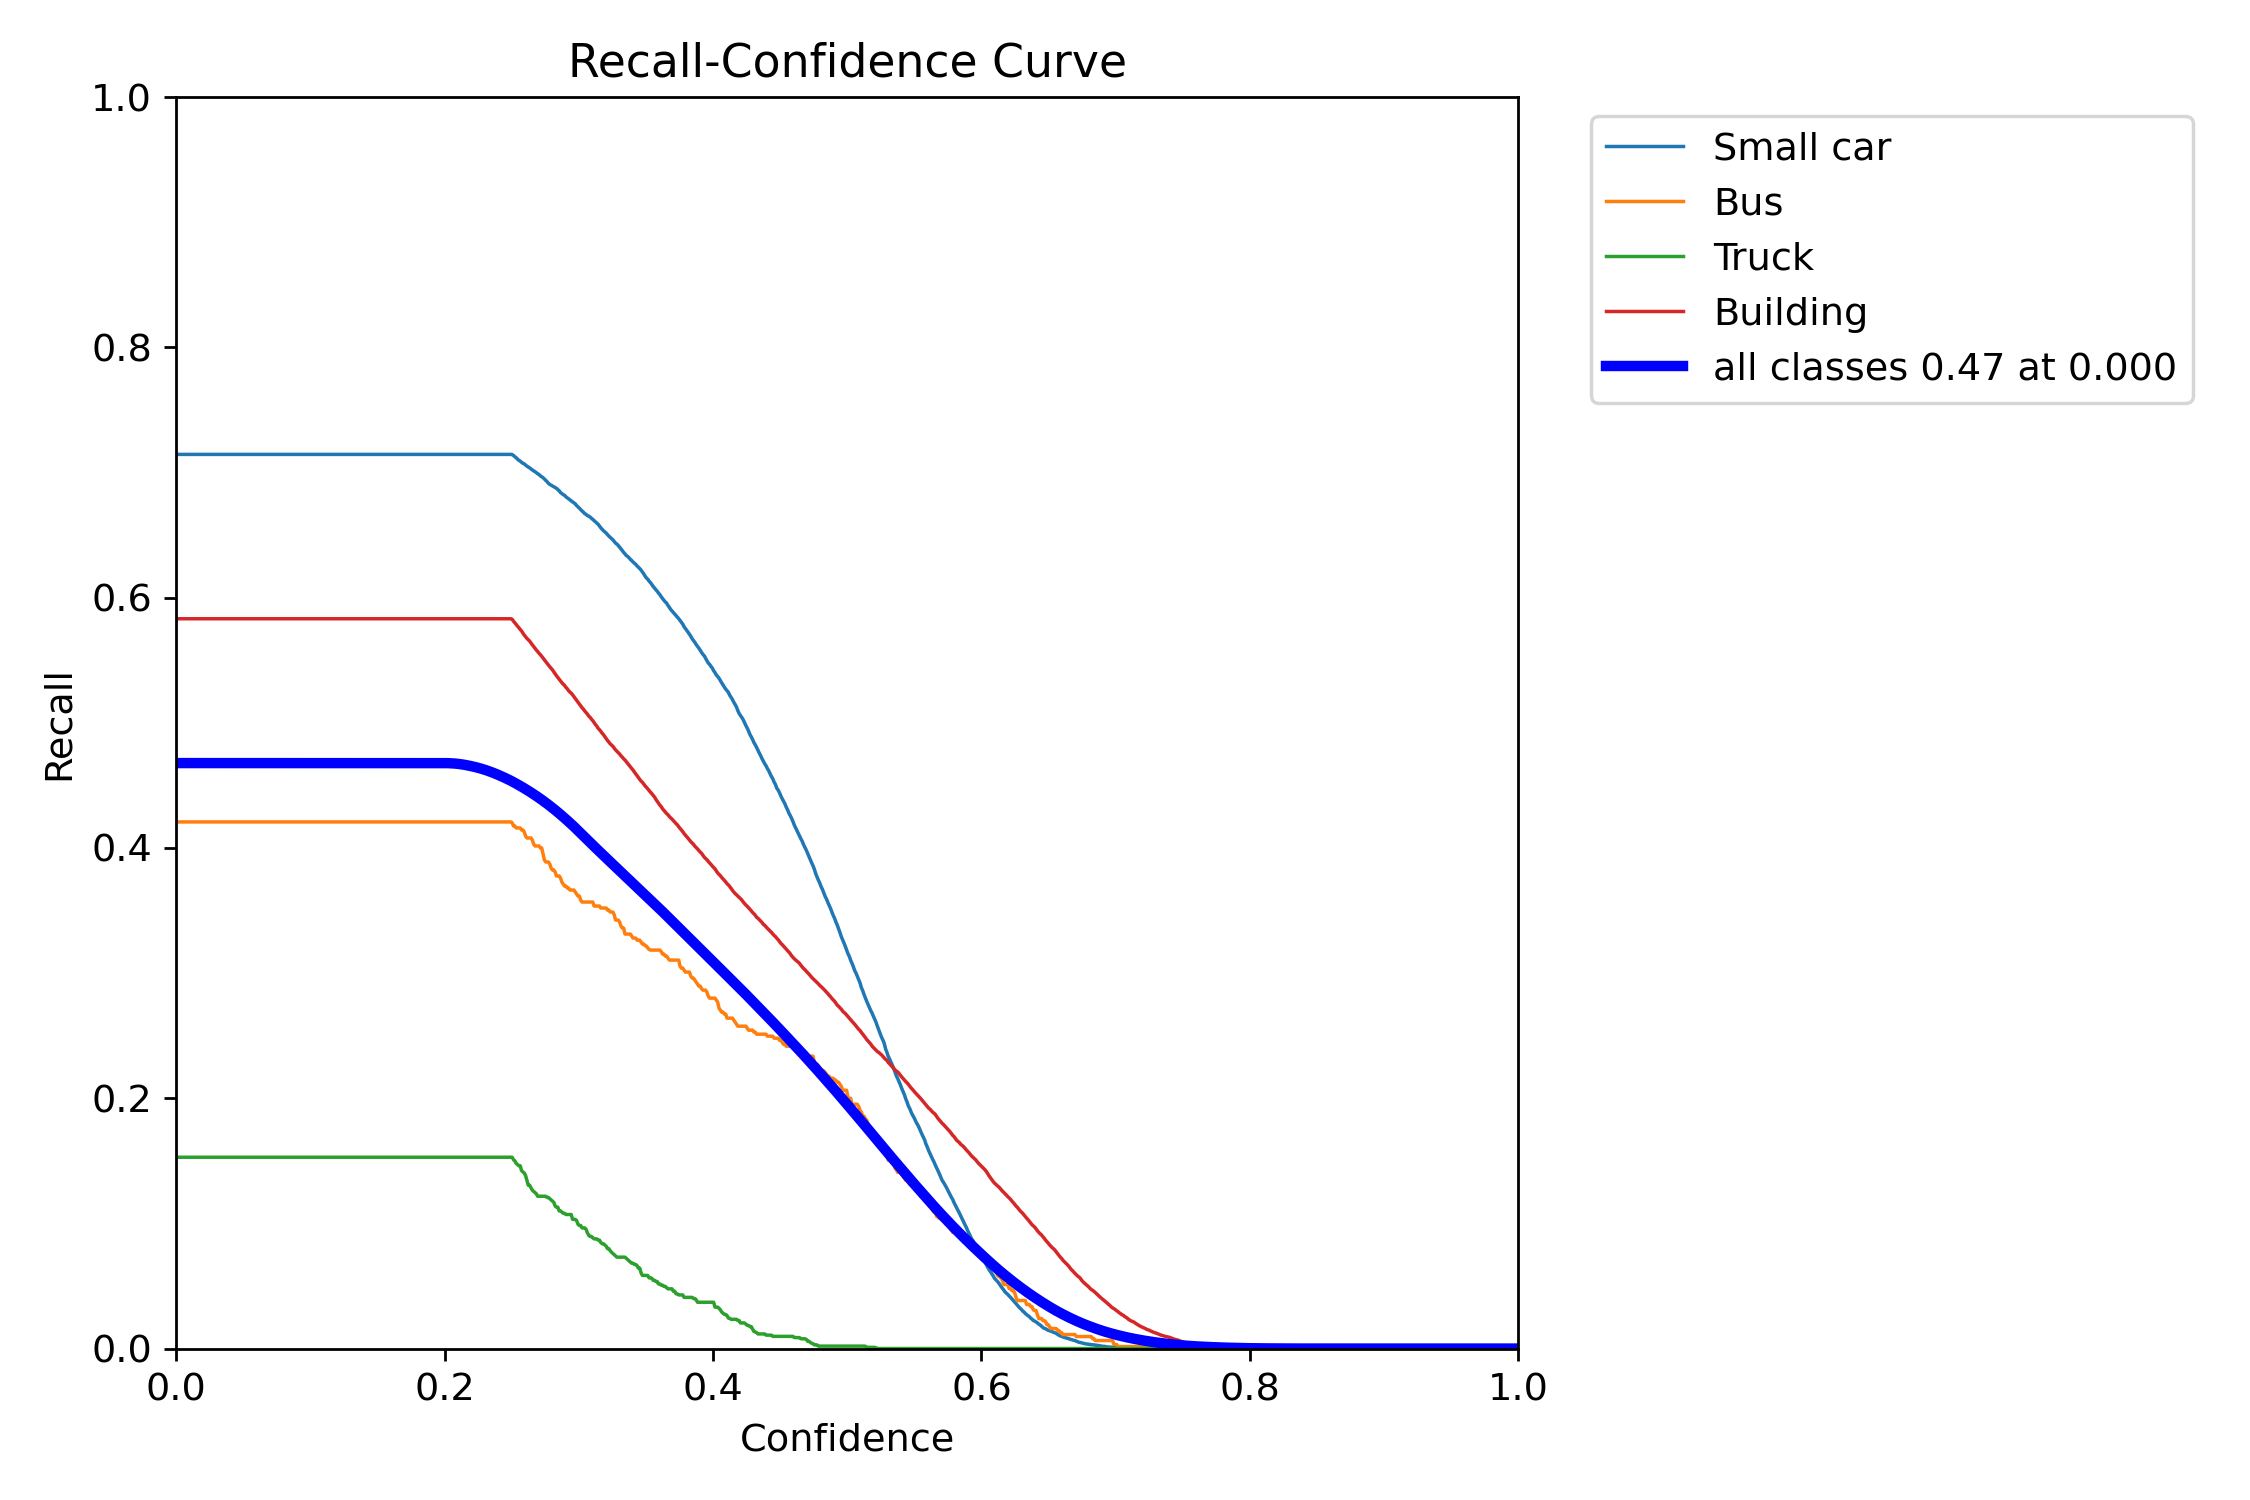 Recall-Confidence Curve
1.0
0.8
0.6
0.4
0.2
0.0
Recall
0.0 0.2 0.4 0.6 0.8 1.0
Confidence
Small car
Bus
Truck
Building
all classes 0.47 at 0.000